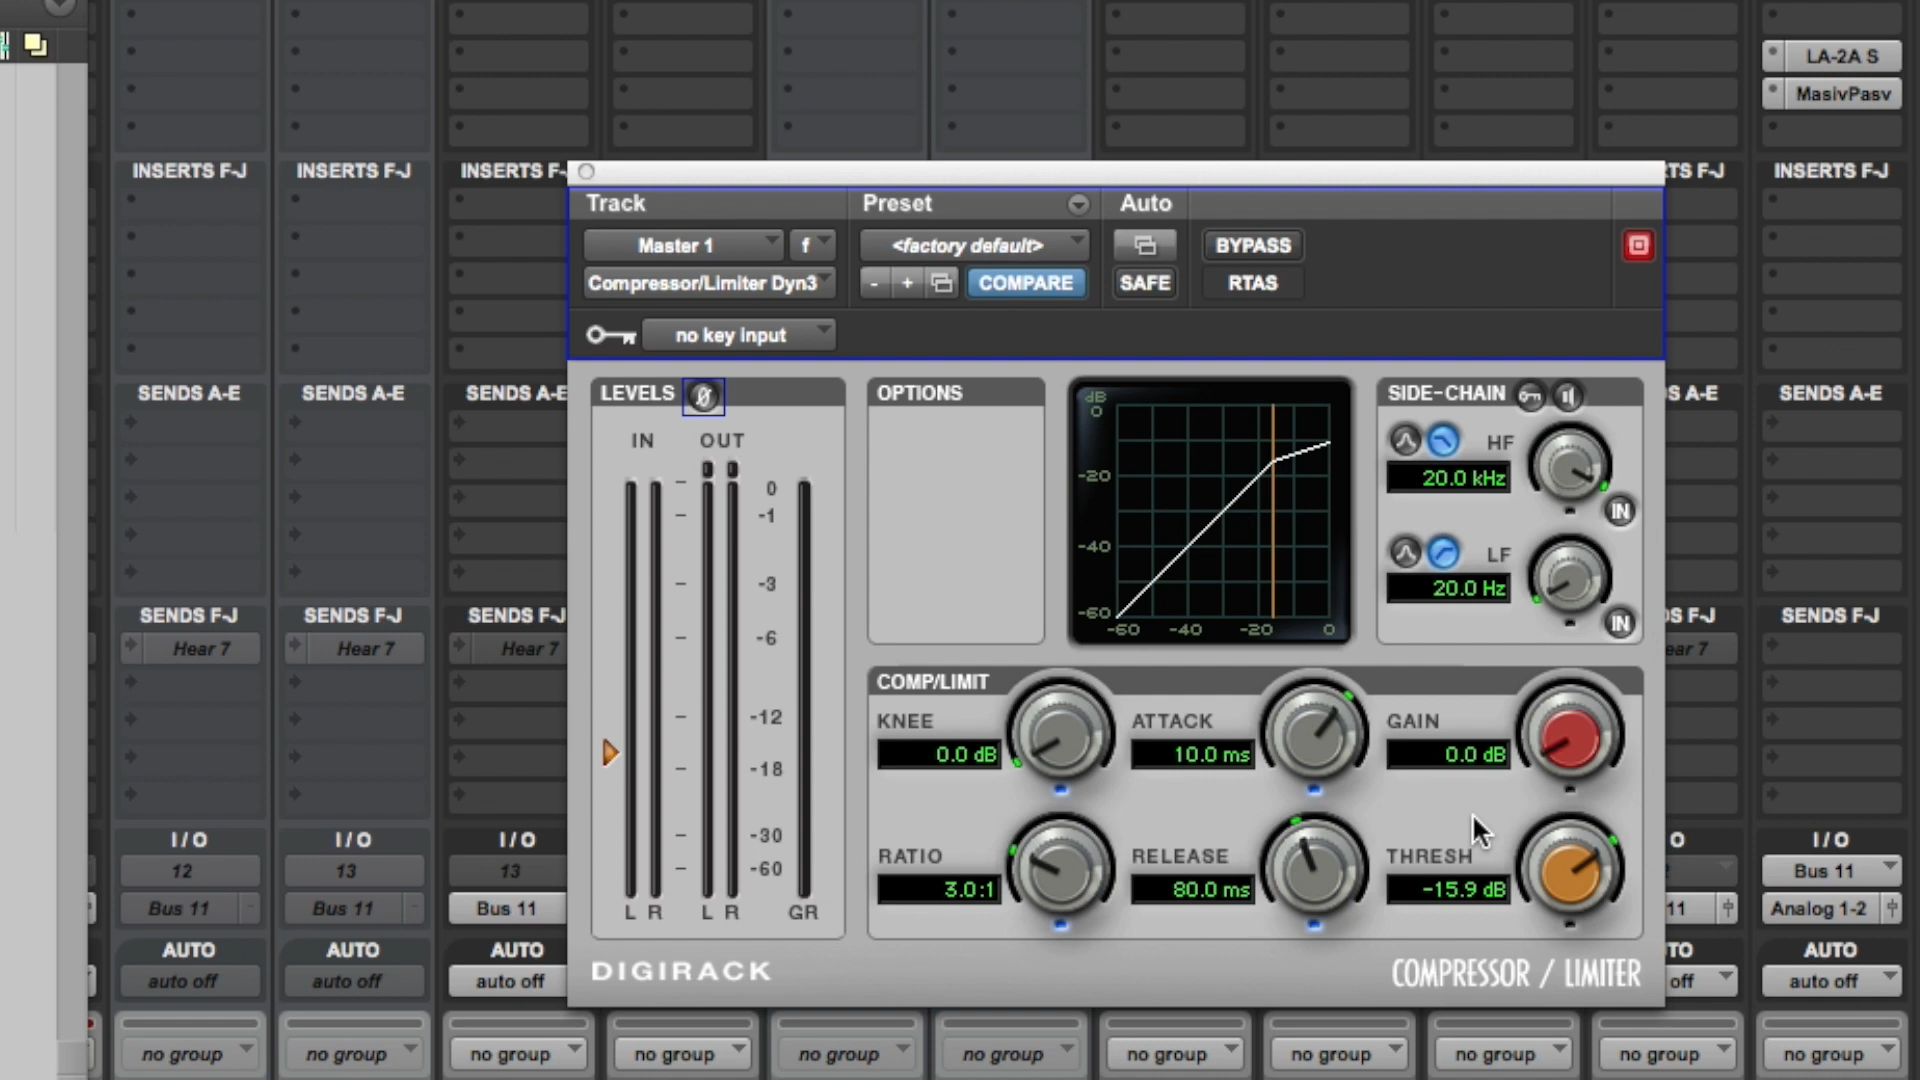 LA-2A S
MasivPasv
INSERTS F-J INSERTS F-J INSERTS F- TS F-J INSERTS F-J
Track Preset Auto
Master 1 f <factory default> BYPASS
Compressor/Limiter Dyn3 - + COMPARE SAFE RTAS
no key input
SENDS A-E SENDS A-E SENDS A-E S A-E SENDS A-E
LEVELS Ø OPTIONS SIDE-CHAIN
IN OUT
dB
0
-20
-40
-60
-60 -40 -20 0
HF
20.0 kHz
IN
LF
20.0 Hz
IN
0
-1
-3
-6
-12
-18
-30
-60
L R L R GR
SENDS F-J SENDS F-J SENDS F-J S F-J SENDS F-J
Hear 7 Hear 7 Hear 7 ear 7
COMP/LIMIT
KNEE ATTACK GAIN
0.0 dB 10.0 ms 0.0 dB
RATIO RELEASE THRESH
3.0:1 80.0 ms -15.9 dB
I/O I/O I/O O I/O
12 13 13 Bus 11
Bus 11 Bus 11 Bus 11 11 Analog 1-2
AUTO AUTO AUTO TO AUTO
auto off auto off auto off off auto off
DIGIRACK COMPRESSOR / LIMITER
no group no group no group no group no group no group no group no group no group no group no group